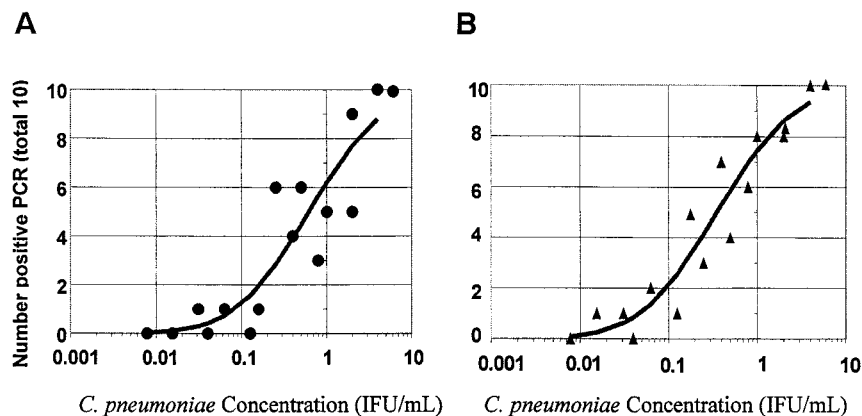 A
B
Number positive PCR (total 10)
10
8
6
4
2
0
0.001 0.01 0.1 1 10
C. pneumoniae Concentration (IFU/mL)
10
8
6
4
2
0
0.001 0.01 0.1 1 10
C. pneumoniae Concentration (IFU/mL)